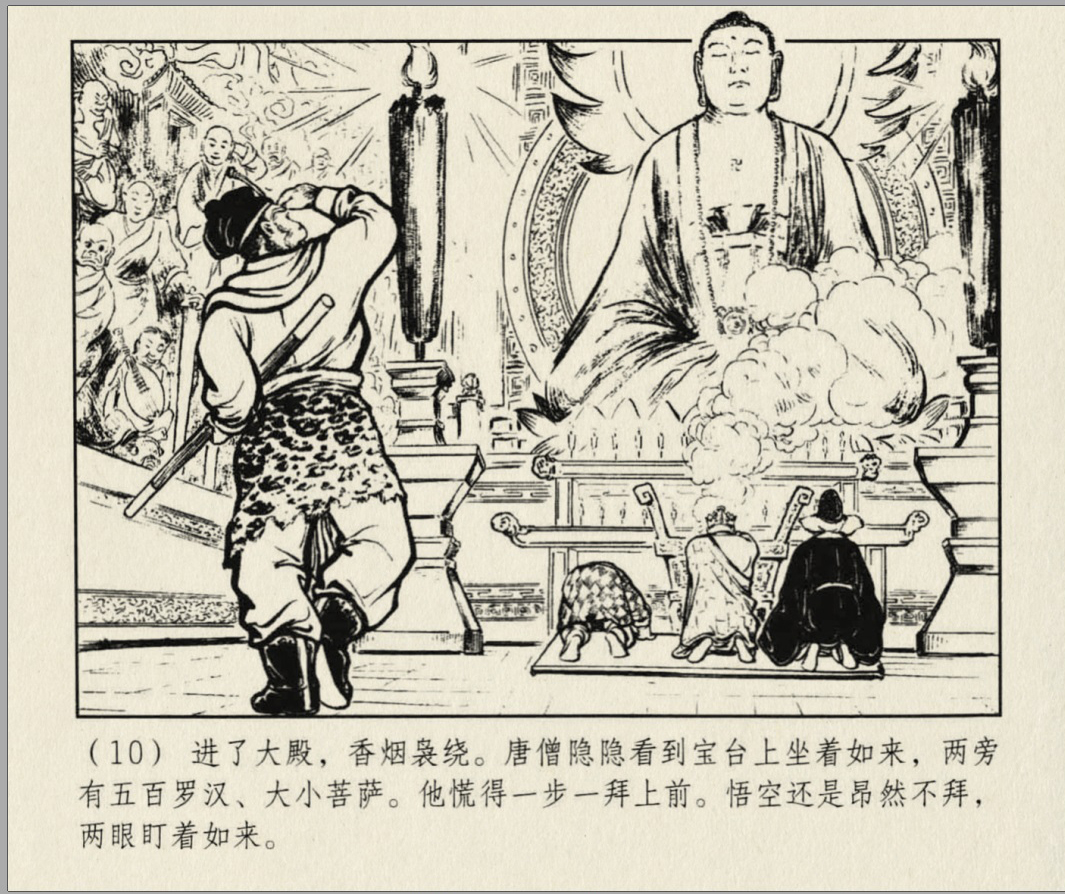 (10) 进了大殿，香烟袅绕。唐僧隐隐看到宝台上坐着如来，两旁
有五百罗汉、大小菩萨。他慌得一步一拜上前。悟空还是昂然不拜，
两眼盯着如来。